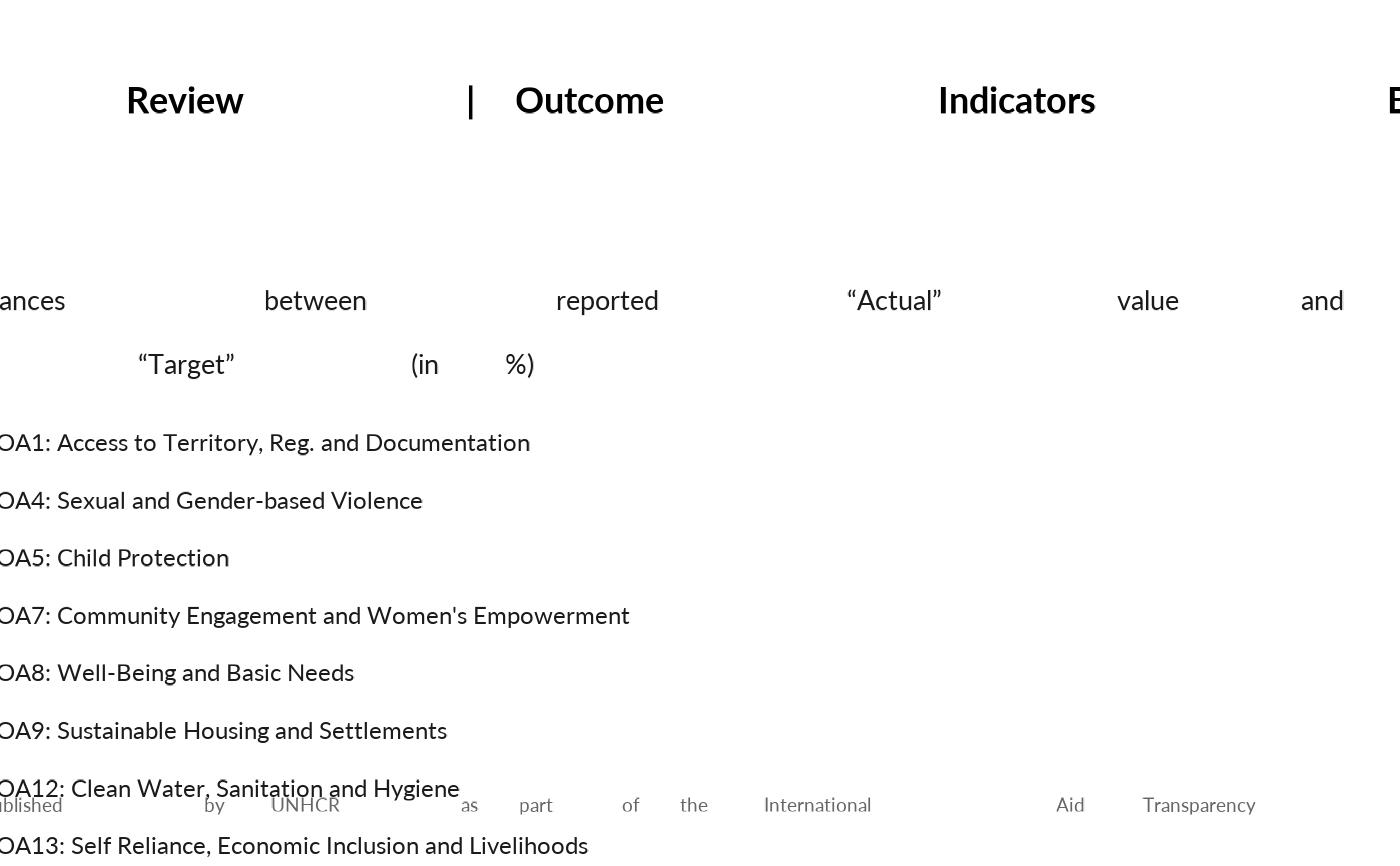 Review | Outcome Indicators
ances between reported “Actual” value and
“Target” (in %)
OA1: Access to Territory, Reg. and Documentation
OA4: Sexual and Gender-based Violence
OA5: Child Protection
OA7: Community Engagement and Women's Empowerment
OA8: Well-Being and Basic Needs
OA9: Sustainable Housing and Settlements
OA12: Clean Water, Sanitation and Hygiene
ublished by UNHCR as part of the International Aid Transparency
OA13: Self Reliance, Economic Inclusion and Livelihoods